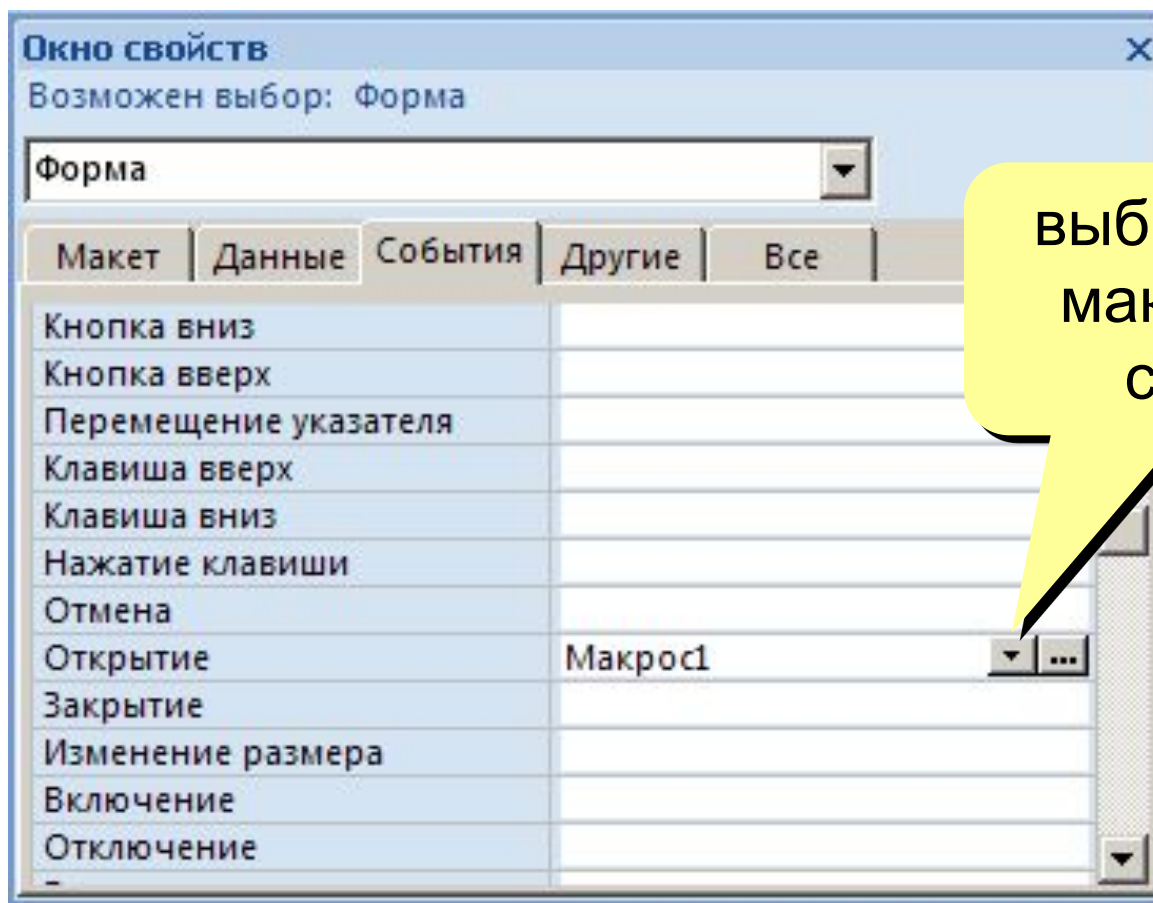 Окно свойств
Возможен выбор: Форма
Форма
Макет Данные События Другие Все
Кнопка вниз
Кнопка вверх
Перемещение указателя
Клавиша вверх
Клавиша вниз
Нажатие клавиши
Отмена
Открытие Макрос1 ...
Закрытие
Изменение размера
Включение
Отключение